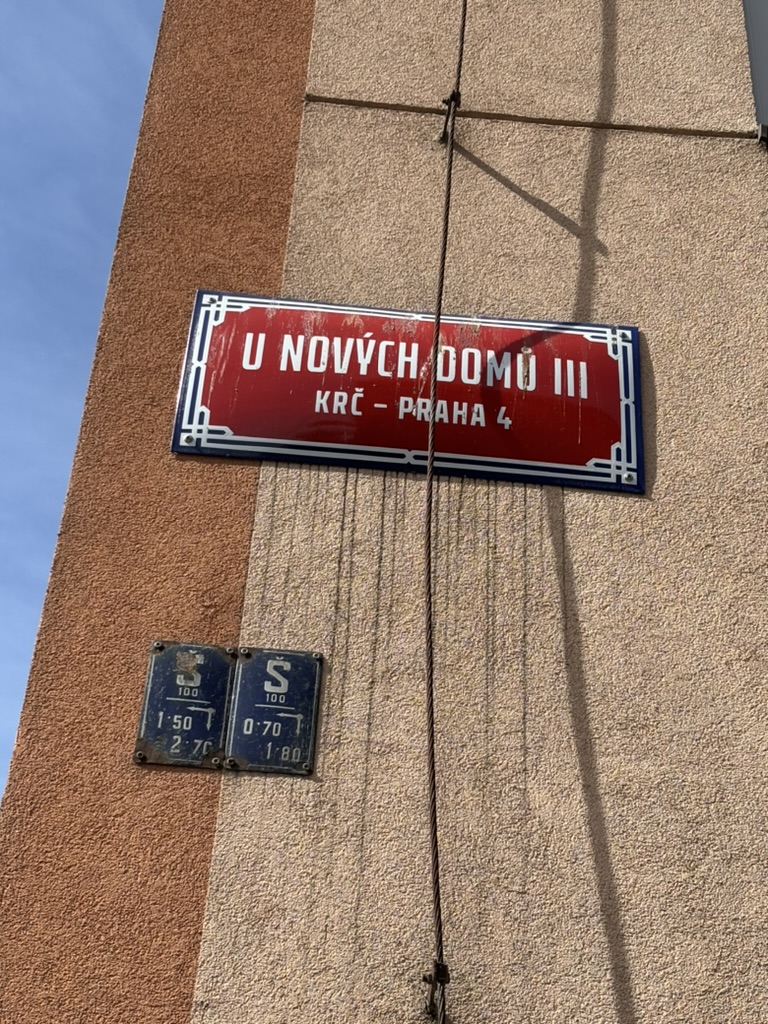 U NOVÝCH DOMŮ III
KRČ – PRAHA 4
Š
100
1·50
2·70
Š
100
0·70
1·80